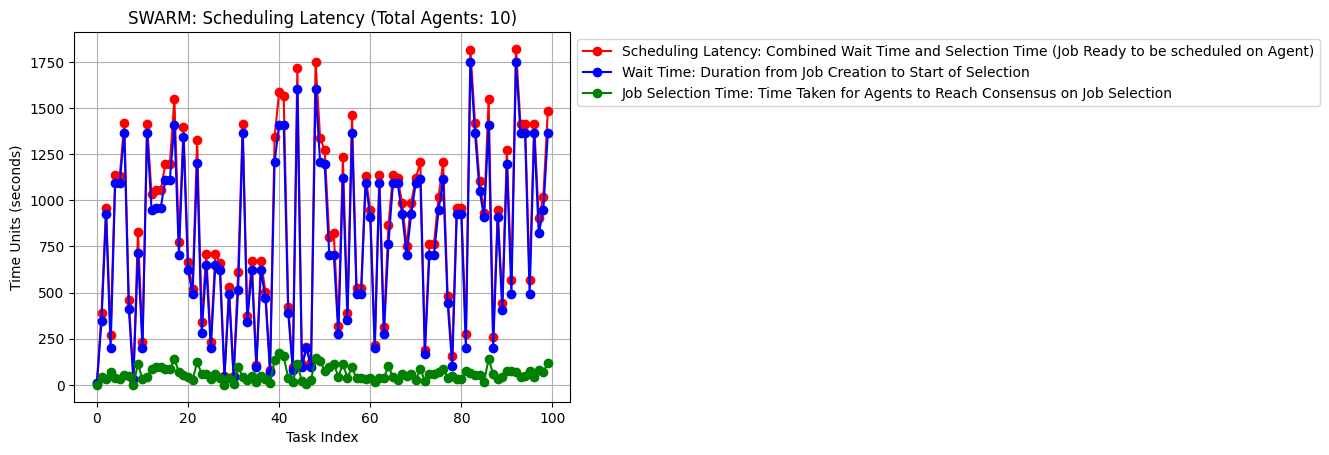 SWARM: Scheduling Latency (Total Agents: 10)
Scheduling Latency: Combined Wait Time and Selection Time (Job Ready to be scheduled on Agent)
Wait Time: Duration from Job Creation to Start of Selection
Job Selection Time: Time Taken for Agents to Reach Consensus on Job Selection
Time Units (seconds)
1750
1500
1250
1000
750
500
250
0
0 20 40 60 80 100
Task Index